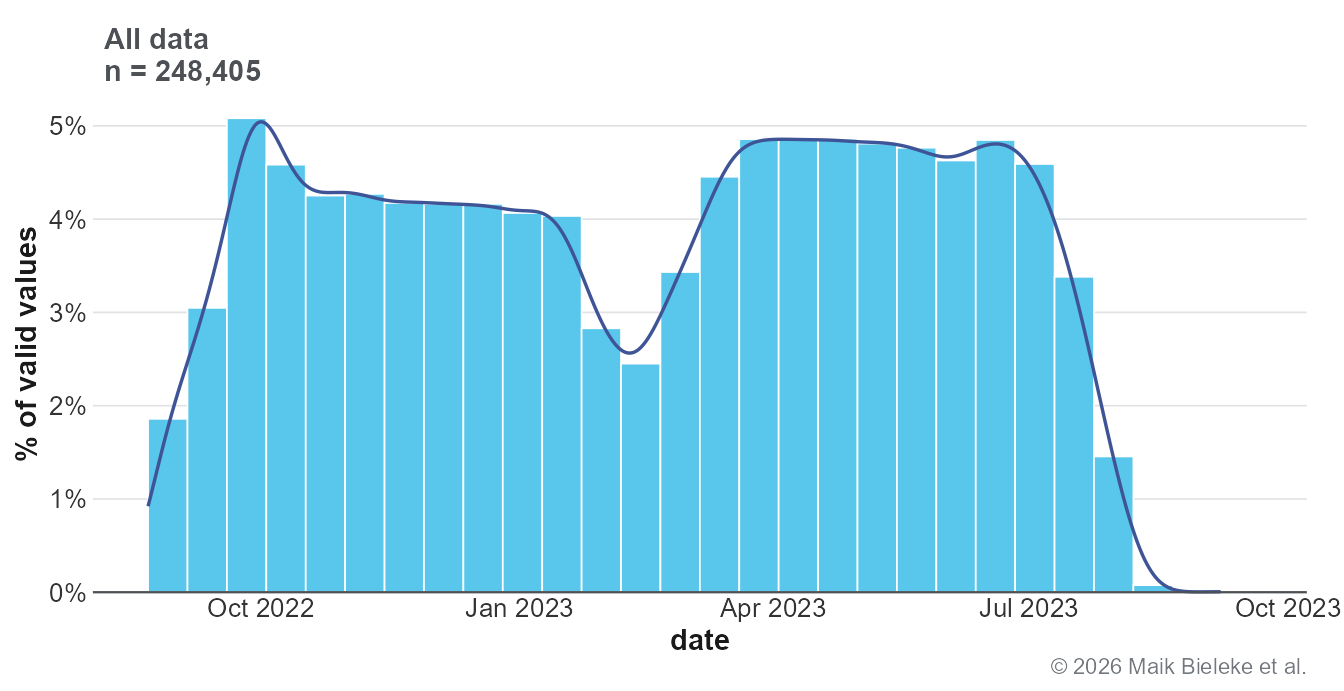 All data
n = 248,405
5%
4%
3%
2%
1%
0%
% of valid values
Oct 2022 Jan 2023 Apr 2023 Jul 2023 Oct 2023
date
© 2026 Maik Bieleke et al.